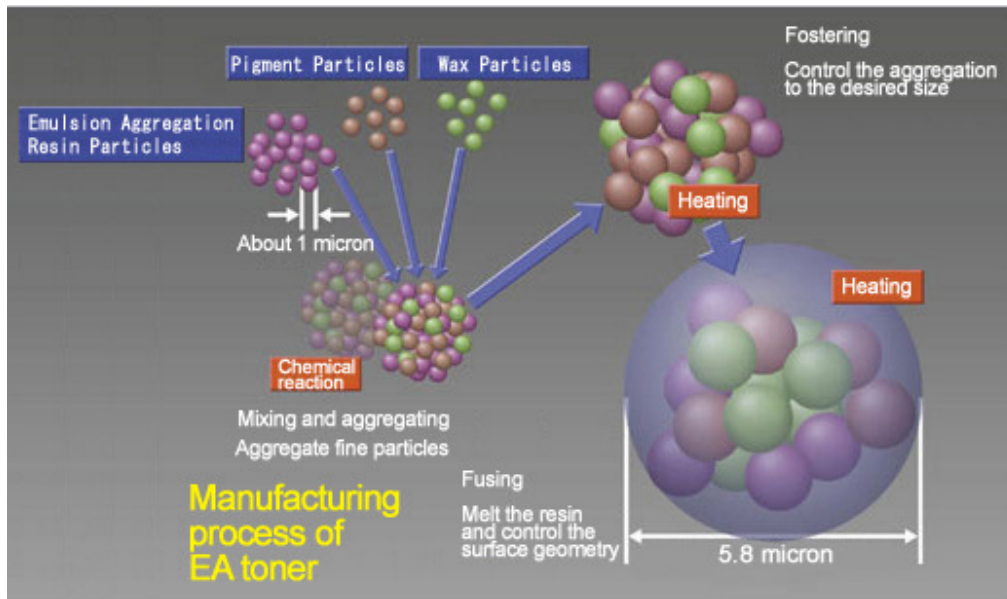 Pigment Particles
Wax Particles
Emulsion Aggregation
Resin Particles
About 1 micron
Chemical
reaction
Mixing and aggregating
Aggregate fine particles
Fostering
Control the aggregation
to the desired size
Heating
Heating
Fusing
Melt the resin
and control the
surface geometry
5.8 micron
Manufacturing
process of
EA toner